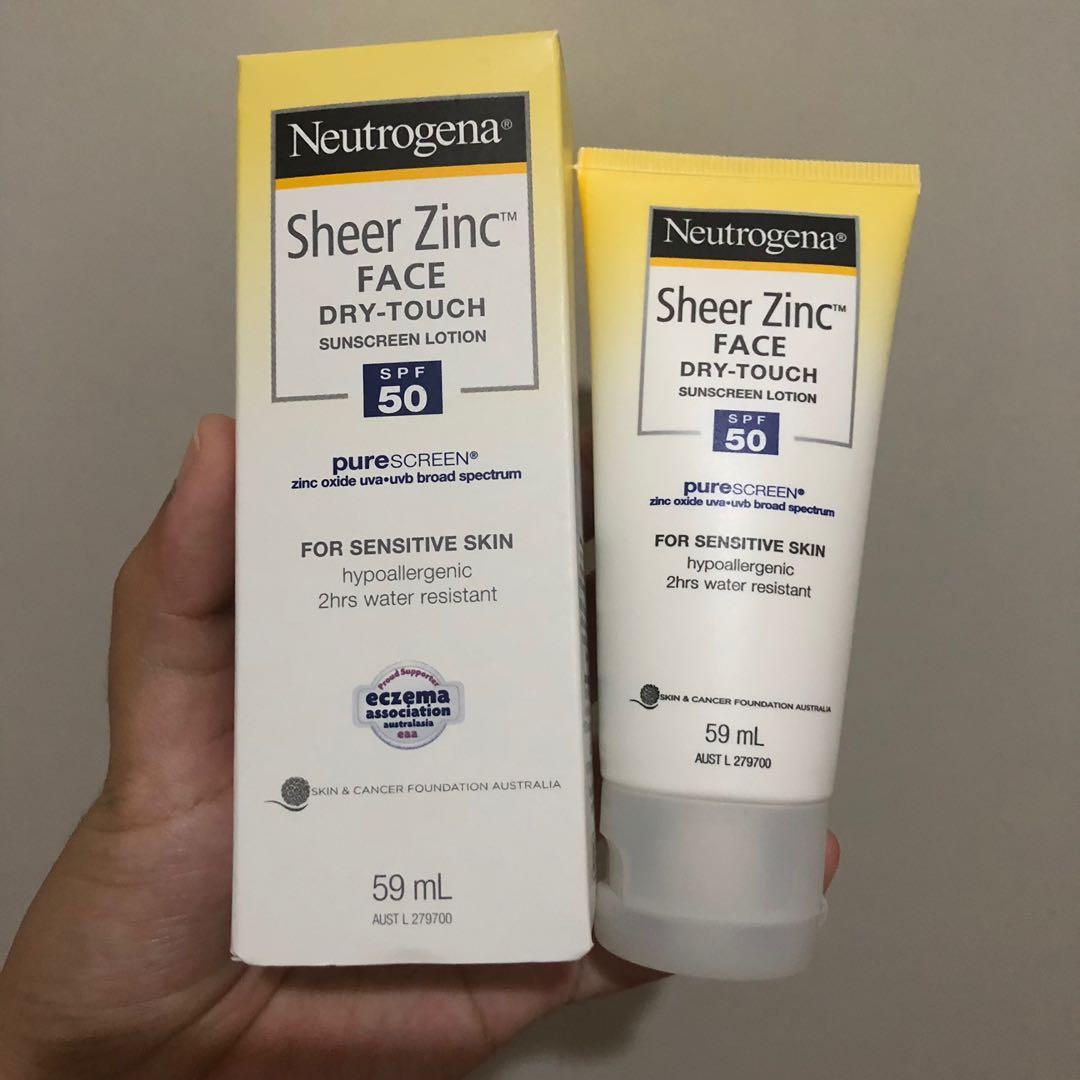 Neutrogena®
Sheer Zinc™
FACE
DRY-TOUCH
SUNSCREEN LOTION
SPF
50
pureSCREEN®
zinc oxide uva•uvb broad spectrum
FOR SENSITIVE SKIN
hypoallergenic
2hrs water resistant
Proud Supporter
eczema
association
australasia
eaa
SKIN & CANCER FOUNDATION AUSTRALIA
59 mL
AUST L 279700
Neutrogena®
Sheer Zinc™
FACE
DRY-TOUCH
SUNSCREEN LOTION
SPF
50
pureSCREEN®
zinc oxide uva•uvb broad spectrum
FOR SENSITIVE SKIN
hypoallergenic
2hrs water resistant
SKIN & CANCER FOUNDATION AUSTRALIA
59 mL
AUST L 279700